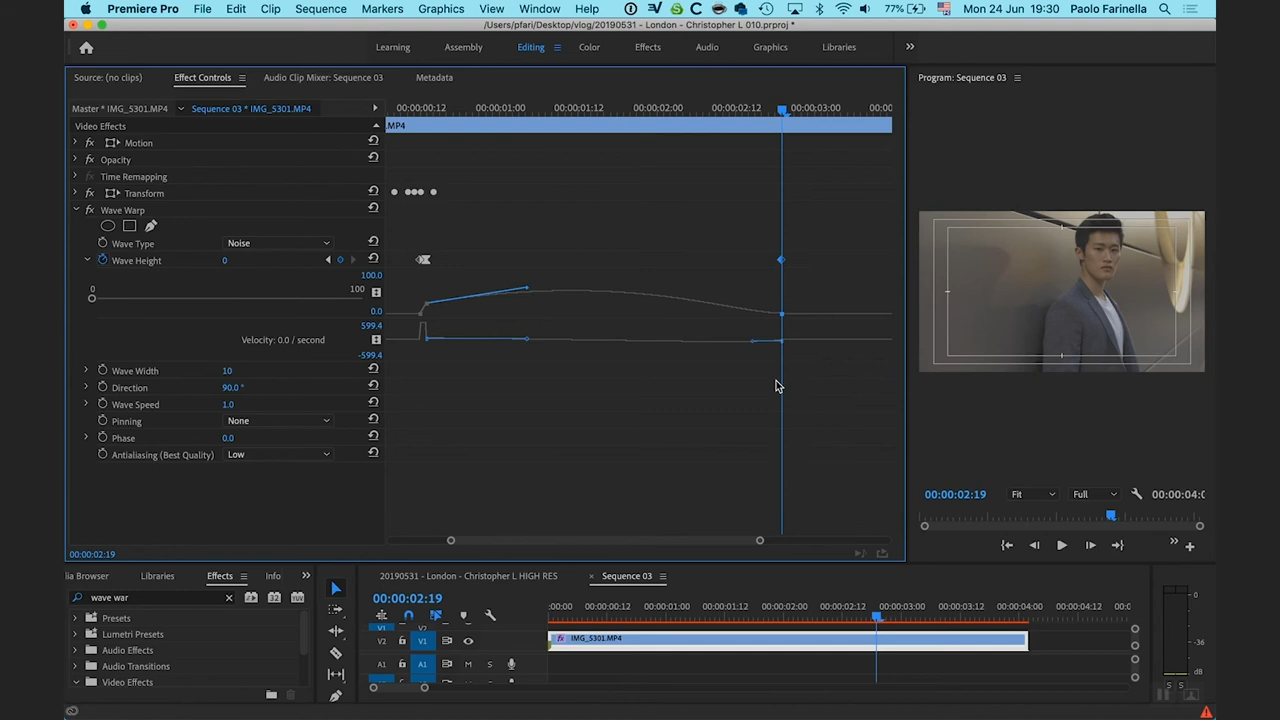 Premiere Pro File Edit Clip Sequence Markers Graphics View Window Help 77% Mon 24 Jun 19:30 Paolo Farinella
/Users/pfari/Desktop/vlog/20190531 - London - Christopher L 010.prproj *
Learning Assembly Editing Color Effects Audio Graphics Libraries
Source: (no clips) Effect Controls Audio Clip Mixer: Sequence 03 Metadata Program: Sequence 03
Master * IMG_5301.MP4 Sequence 03 * IMG_5301.MP4 00:00:00:12 00:00:01:00 00:00:01:12 00:00:02:00 00:00:02:12 00:00:03:00 00:00
Video Effects .MP4
fx Motion
fx Opacity
fx Time Remapping
fx Transform
fx Wave Warp
Wave Type Noise
Wave Height 0
100.0
0 100
0.0
599.4
Velocity: 0.0 / second
-599.4
Wave Width 10
Direction 90.0 °
Wave Speed 1.0
Pinning None
Phase 0.0
Antialiasing (Best Quality) Low
00:00:02:19 Fit Full 00:00:04:0
00:00:02:19
dia Browser Libraries Effects Info 20190531 - London - Christopher L HIGH RES × Sequence 03
wave war × 32 YUV 00:00:02:19
:00:00 00:00:00:12 00:00:01:00 00:00:01:12 00:00:02:00 00:00:02:12 00:00:03:00 00:00:03:12 00:00:04:00 00:00:04:12 00:0
Presets
Lumetri Presets
Audio Effects
Audio Transitions
Video Effects
V1 V2
V2 V1 fx IMG_5301.MP4
A1 A1 M S
0
-36
dB
S S